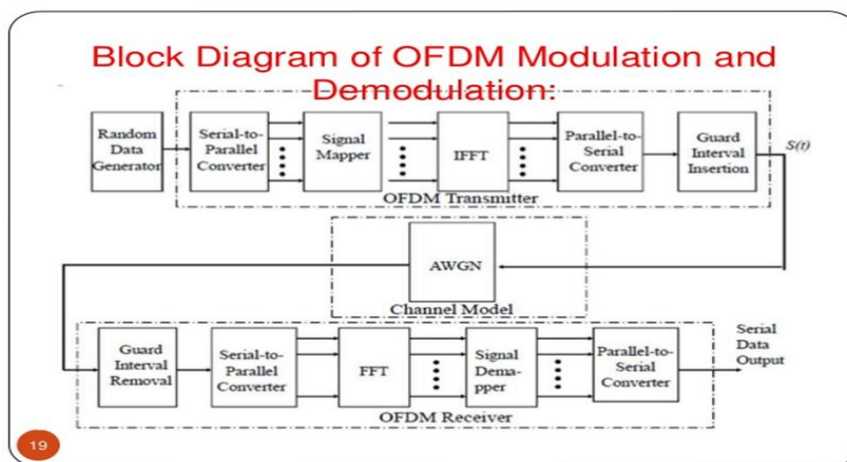 Block Diagram of OFDM Modulation and
Demodulation:
Random
Data
Generator
Serial-to-
Parallel
Converter
Signal
Mapper
IFFT
Parallel-to-
Serial
Converter
Guard
Interval
Insertion
S(t)
OFDM Transmitter
AWGN
Channel Model
Guard
Interval
Removal
Serial-to-
Parallel
Converter
FFT
Signal
Dema-
pper
Parallel-to-
Serial
Converter
Serial
Data
Output
OFDM Receiver
19